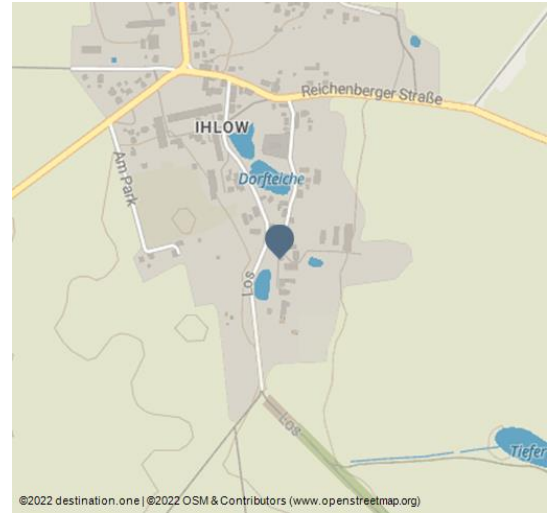 Reichenberger Straße
IHLOW
Dorfteiche
Am Park
Los
Los
Tiefer
©2022 destination.one | ©2022 OSM & Contributors (www.openstreetmap.org)